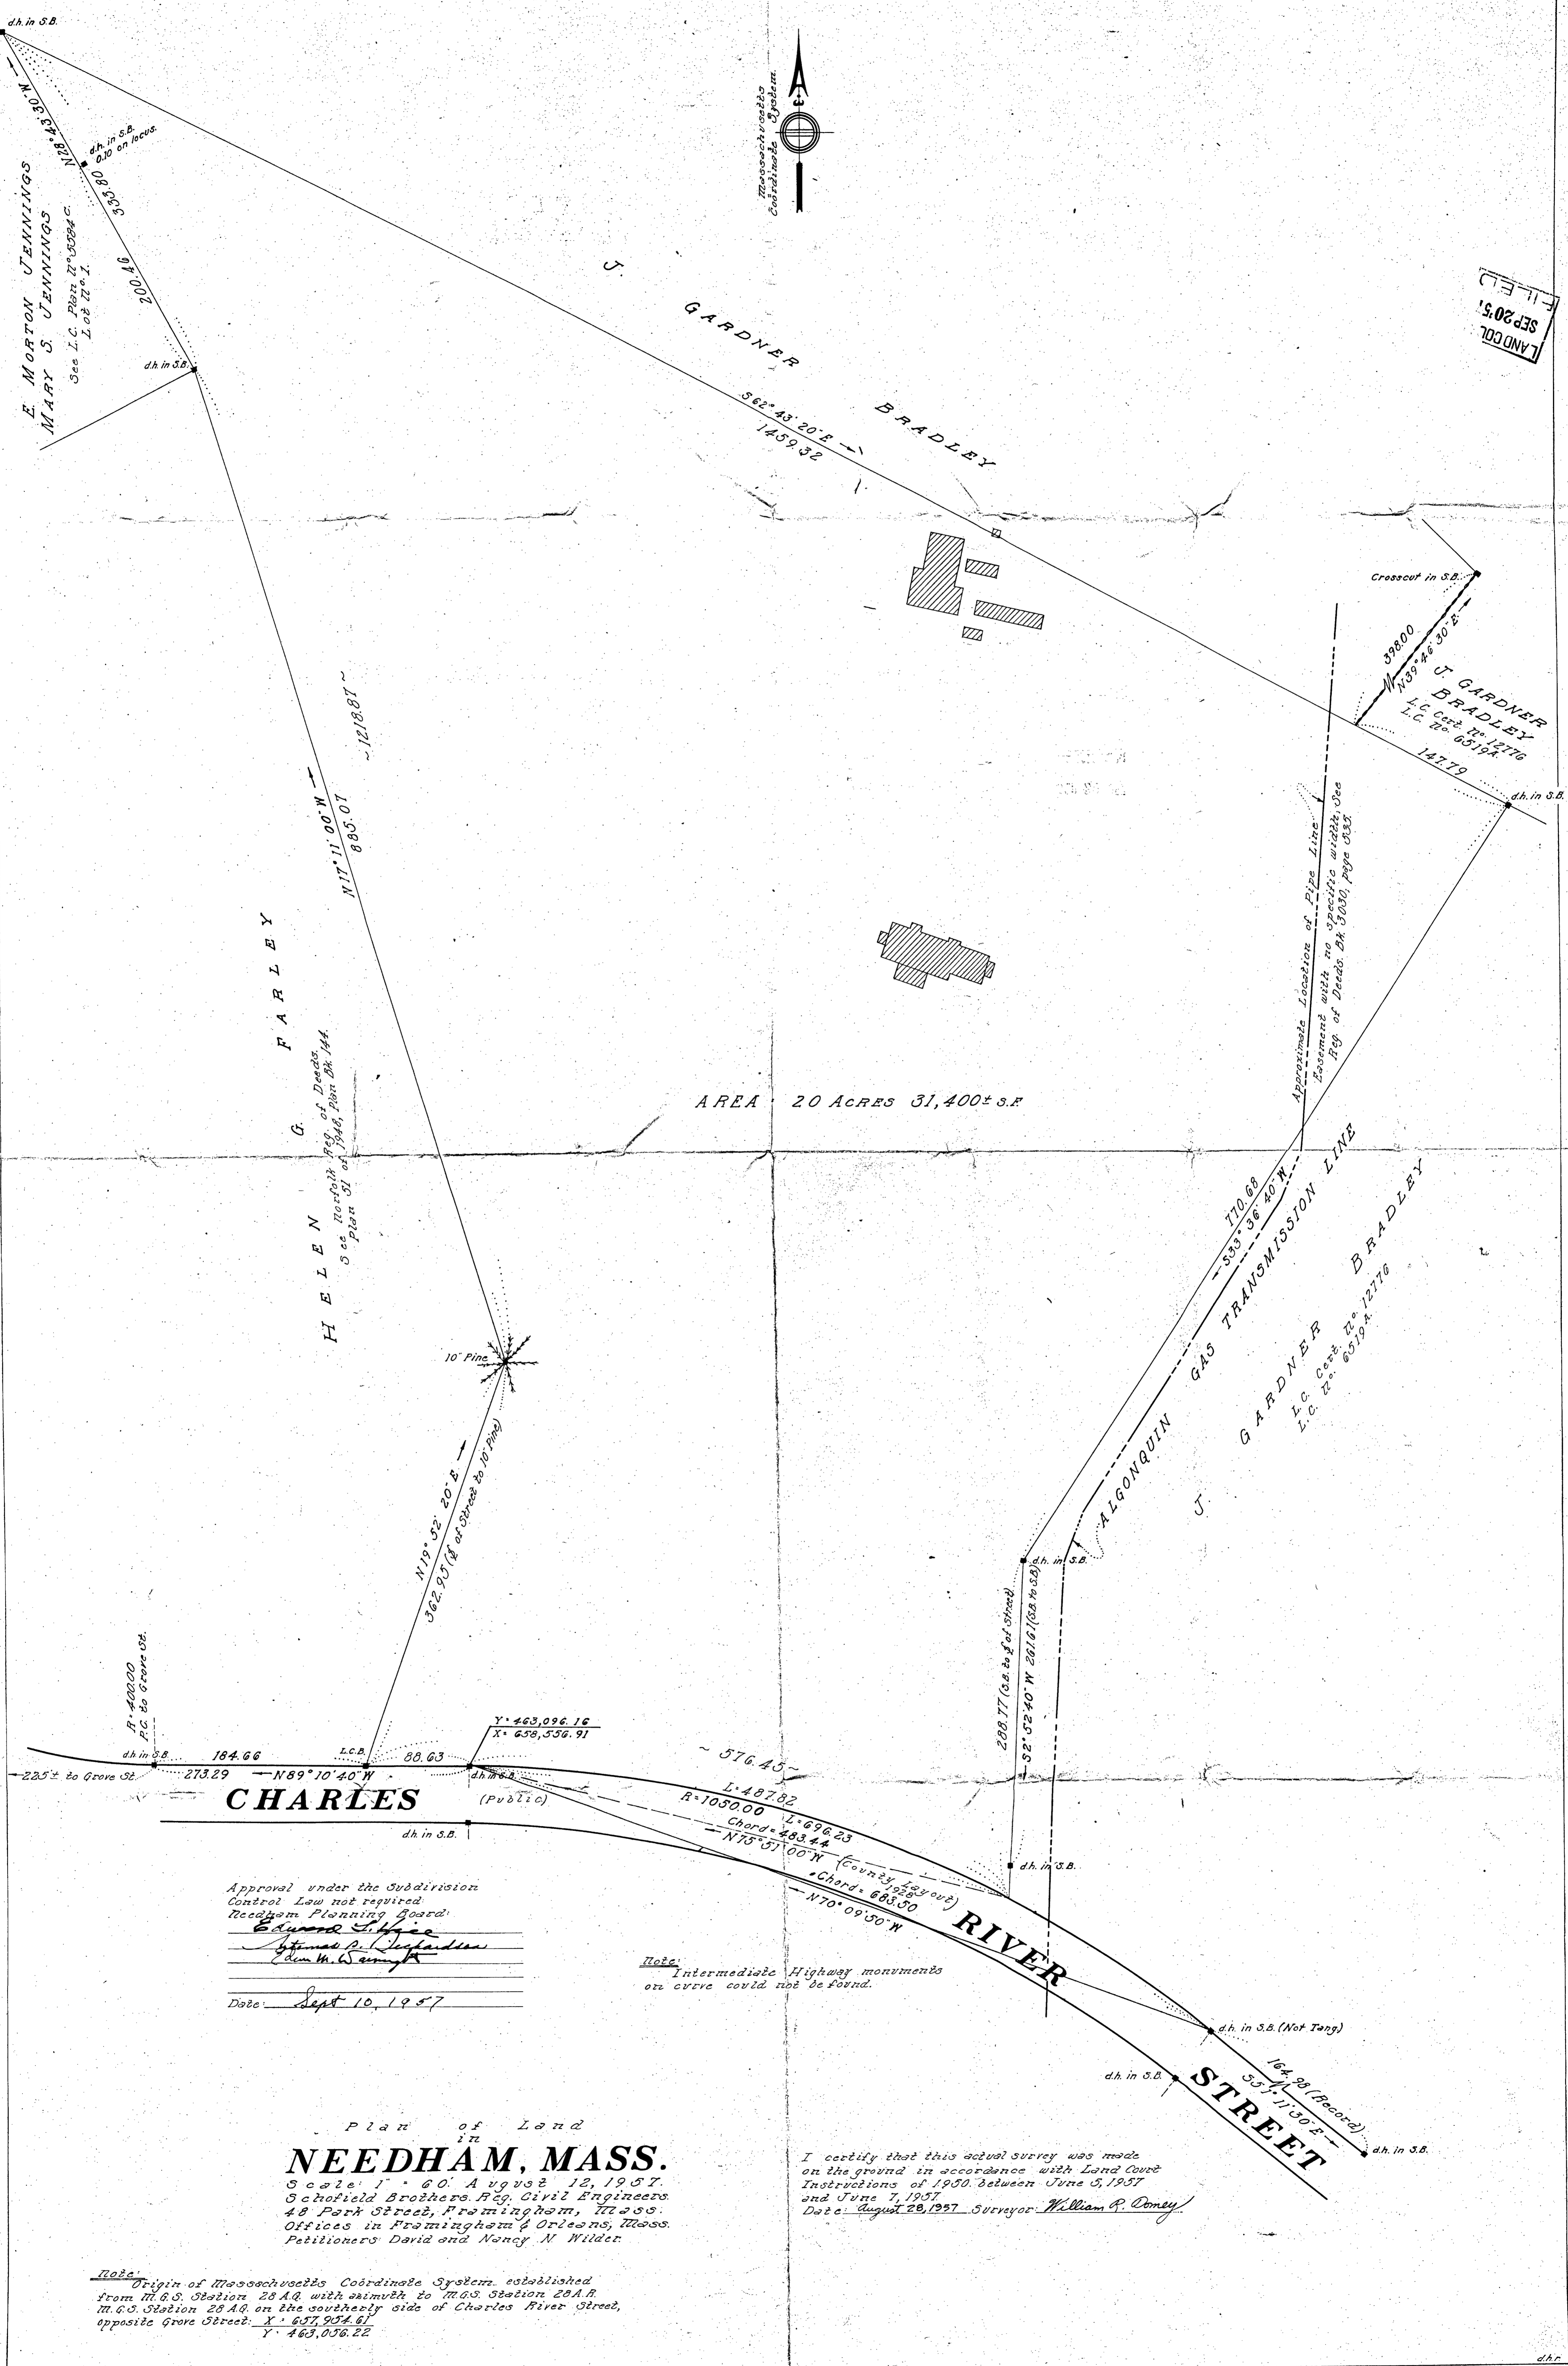 d.h. in S.B.
N28° 43' 30" W
d.h. in S.B.
0.10 on locus.
335.80
200.46
E. MORTON JENNINGS
MARY S. JENNINGS
See L.C. Plan No 5584C.
Lot No. 1.
d.h. in S.B.
Massachusetts
Coördinate System.
J. GARDNER BRADLEY
S62° 43' 20" E
1459.32
LAND COU
SEP 20 '57
FILED
Crosscut in S.B.
398.00
N39° 46' 30" E
J. GARDNER
BRADLEY
L.C. Cert. No. 12776
L.C. No. 6519A.
147.79
d.h. in S.B.
~1218.87~
N17° 11' 00" W
885.07
Approximate Location of Pipe Line
Easement with no specific width, See
Reg. of Deeds. Bk. 3030, page 535.
HELEN G. FARLEY
See Norfolk Reg. of Deeds.
Plan 51 of 1948, Plan Bk. 144.
AREA : 20 ACRES 31,400± S.F.
770.68
S33° 36' 40" W
ALGONQUIN GAS TRANSMISSION LINE
J. GARDNER BRADLEY
L.C. Cert. No. 12776
L.C. No. 6519A.
10" Pine
N19° 52' 20" E
362.95 (℄ of Street to 10" Pine)
d.h. in S.B.
288.77 (S.B. to ℄ of Street)
S2° 52' 40" W 261.61 (S.B. to S.B)
R= 400.00
P.C. to Grove St.
Y= 463,096.16
X= 658,556.91
d.h. in S.B.
184.66
L.C.B.
88.63
~ 576.45 ~
225± to Grove St.
273.29 N89° 10' 40" W
d.h. in S.B.
CHARLES
(Public)
d.h. in S.B.
L= 487.82
R= 1050.00 L= 696.23
Chord = 483.44
N75° 51' 00" W (County Layout)
1928
Chord = 683.50
N70° 09' 50" W
d.h. in S.B.
RIVER
Approval under the Subdivision
Control Law not required.
Needham Planning Board:
Date: Sept 10, 1957
Note:
Intermediate Highway monuments
on curve could not be found.
d.h. in S.B. (Not Tang)
d.h. in S.B.
STREET
164.98 (Record)
d.h. in S.B.
Plan of Land
in
NEEDHAM, MASS.
Scale: 1" = 60'. August 12, 1957.
Schofield Brothers. Reg. Civil Engineers.
48 Park Street, Framingham, Mass.
Offices in Framingham & Orleans, Mass.
Petitioners: David and Nancy N. Wilder.
I certify that this actual survey was made
on the ground in accordance with Land Court
Instructions of 1950. between June 5, 1957
and June 7, 1957.
Date: August 28, 1957 Surveyor: William R. Domey
Note:
Origin of Massachusetts Coördinate System established
from M.G.S. Station 28 A.Q. with azimuth to M.G.S. Station 28 A.R.
M.G.S. Station 28 A.Q. on the southerly side of Charles River Street,
opposite Grove Street: X= 657,954.61
Y= 463,056.22
d.h.r.